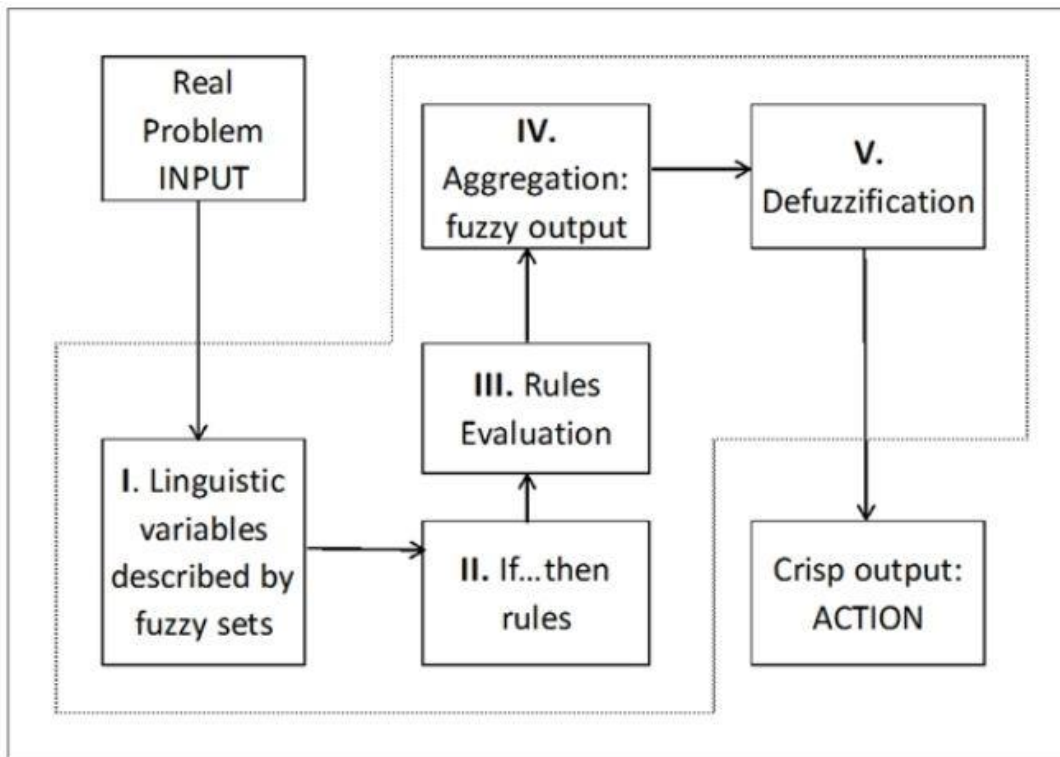 Real
Problem
INPUT
I. Linguistic
variables
described by
fuzzy sets
II. If...then
rules
III. Rules
Evaluation
IV.
Aggregation:
fuzzy output
V.
Defuzzification
Crisp output:
ACTION